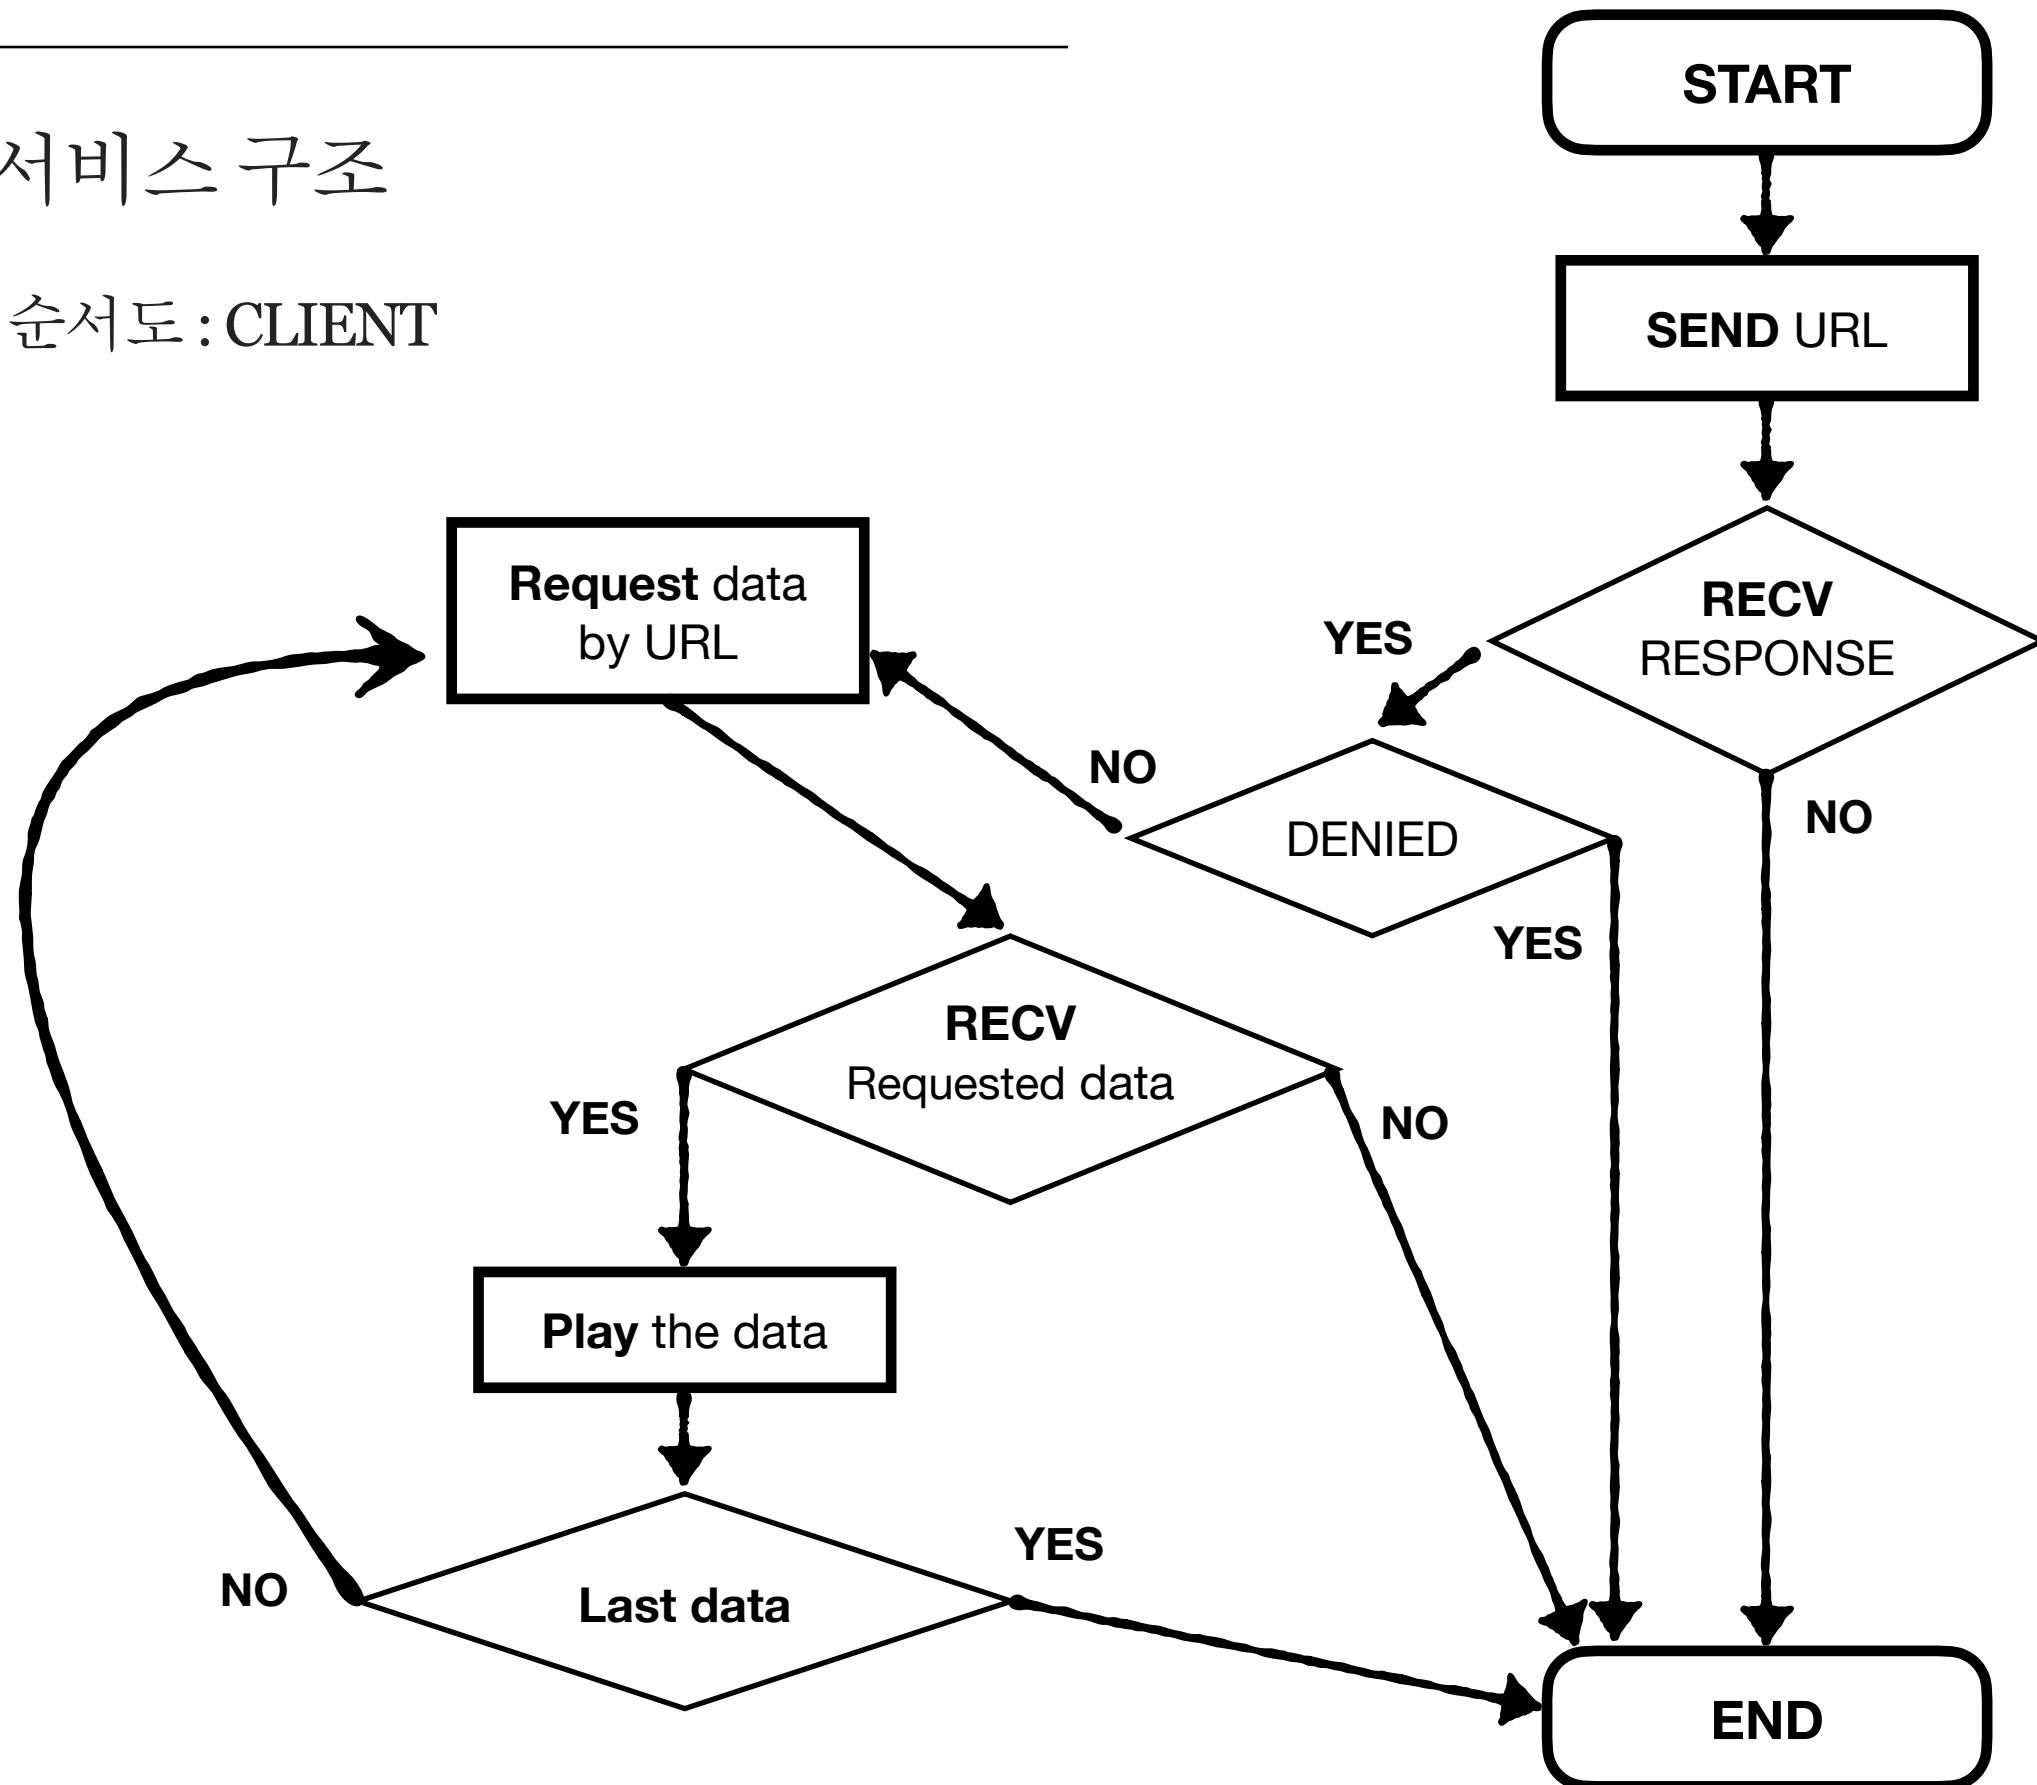 서비스 구조
순서도 : CLIENT
START
SEND URL
RECV
RESPONSE
YES
NO
DENIED
NO
YES
Request data
by URL
RECV
Requested data
YES
NO
Play the data
Last data
NO
YES
END